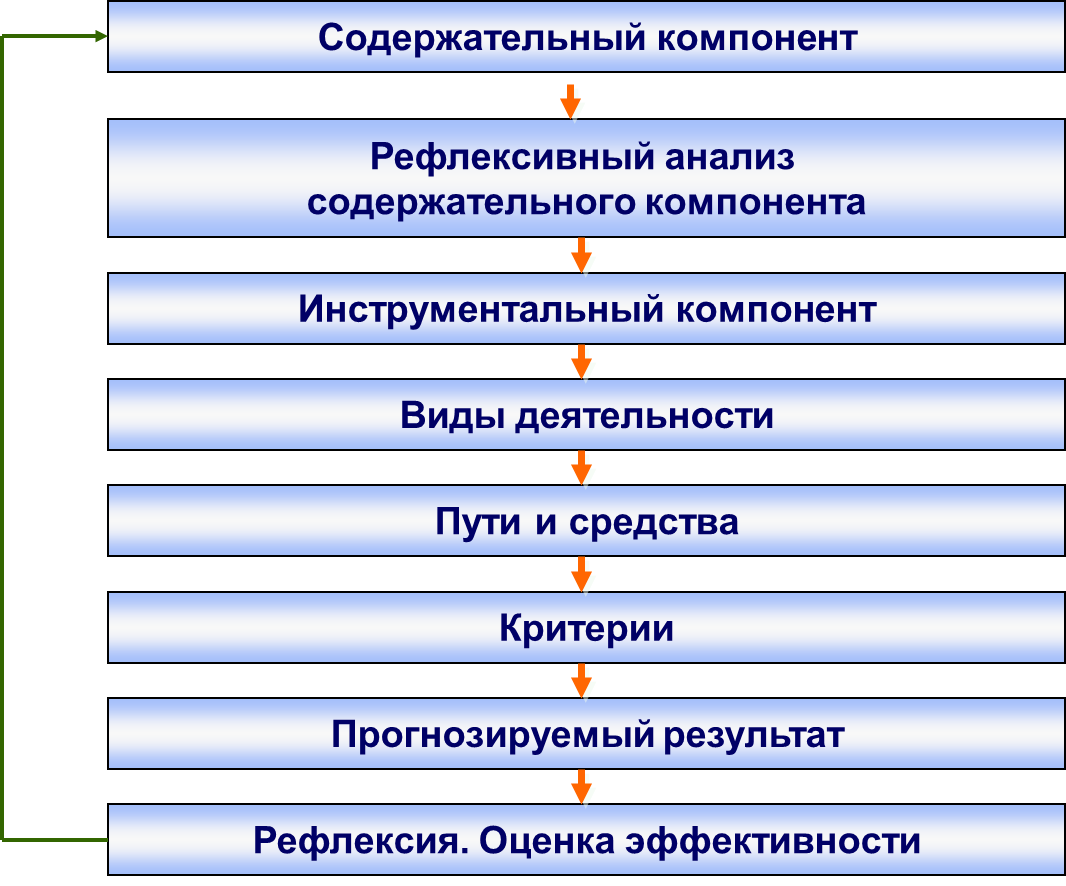 Содержательный компонент
Рефлексивный анализ
содержательного компонента
Инструментальный компонент
Виды деятельности
Пути и средства
Критерии
Прогнозируемый результат
Рефлексия. Оценка эффективности